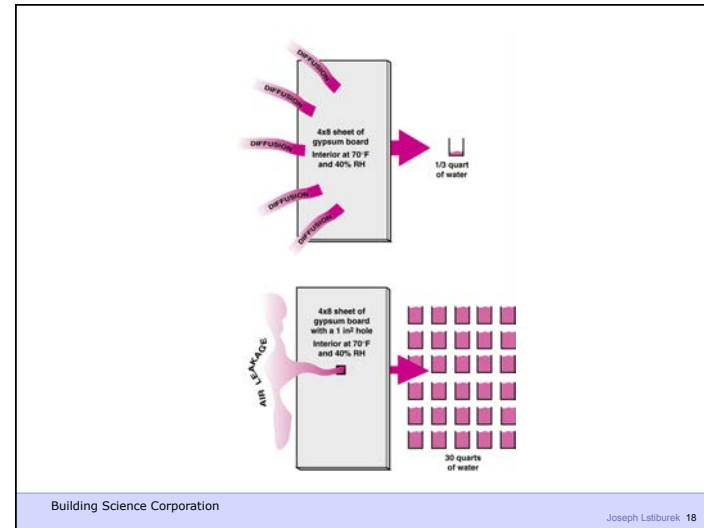 DIFFUSION
DIFFUSION
DIFFUSION
DIFFUSION
DIFFUSION
4x8 sheet of
gypsum board
Interior at 70°F
and 40% RH
1/3 quart
of water
AIR LEAKAGE
4x8 sheet of
gypsum board
with a 1 in² hole
Interior at 70°F
and 40% RH
30 quarts
of water
Building Science Corporation
Joseph Lstiburek 18